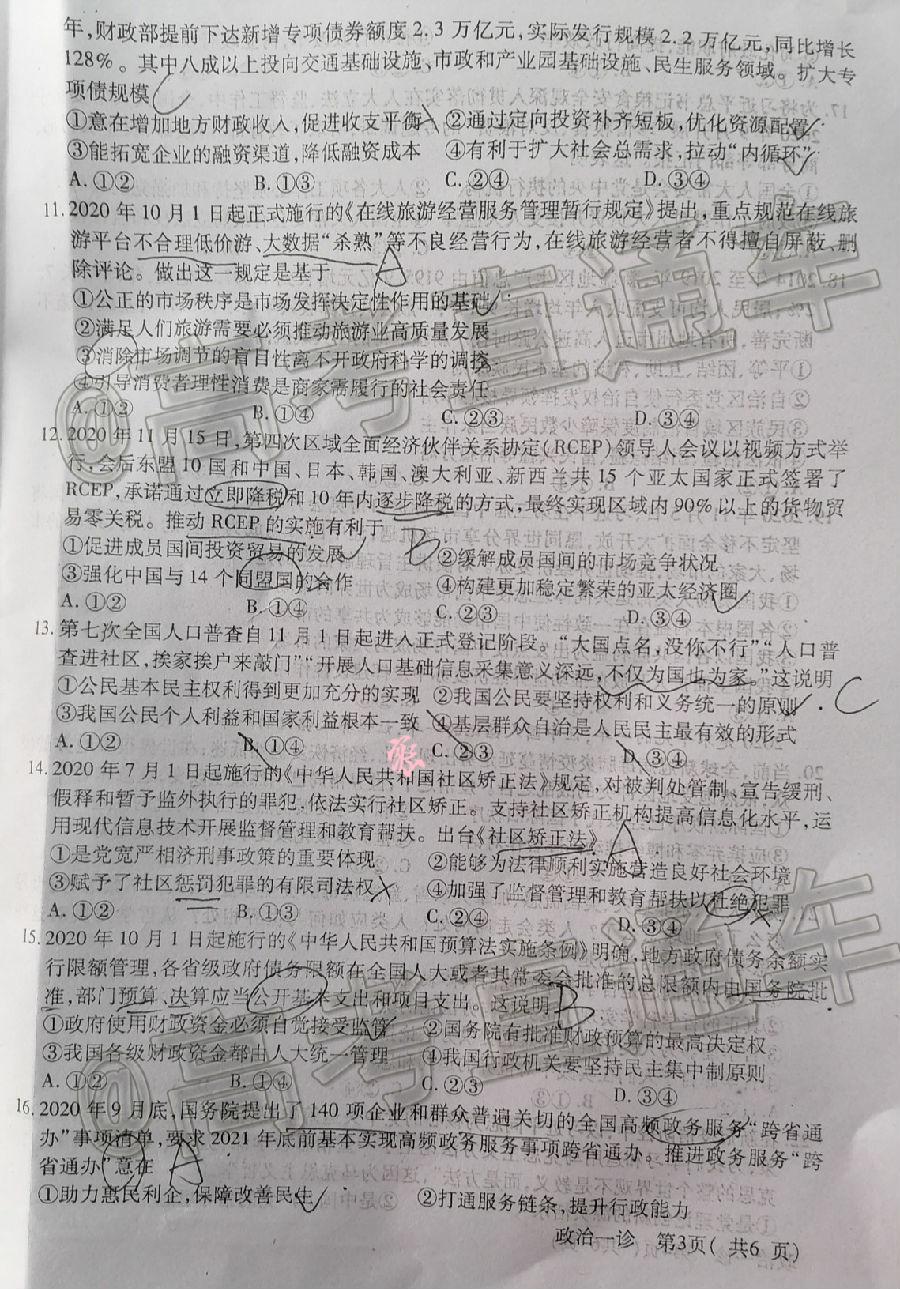 年，财政部提前下达新增专项债券额度2.3万亿元，实际发行规模2.2万亿元，同比增长
128%。其中八成以上投向交通基础设施、市政和产业园基础设施、民生服务领域。扩大专
项债规模
①意在增加地方财政收入，促进收支平衡 ②通过定向投资补齐短板，优化资源配置
③能拓宽企业的融资渠道，降低融资成本 ④有利于扩大社会总需求，拉动“内循环”
A. ①② B. ①③ C. ②④ D. ③④
11. 2020年10月1日起正式施行的《在线旅游经营服务管理暂行规定》提出，重点规范在线旅
游平台不合理低价游、大数据“杀熟”等不良经营行为，在线旅游经营者不得擅自屏蔽、删
除评论。做出这一规定是基于 A
①公正的市场秩序是市场发挥决定性作用的基础
②满足人们旅游需要必须推动旅游业高质量发展
③消除市场调节的盲目性离不开政府科学的调控
④引导消费者理性消费是商家需履行的社会责任
A. ①② B. ①④ C. ②③ D. ③④
12. 2020年11月15日，第四次区域全面经济伙伴关系协定(RCEP)领导人会议以视频方式举
行，会后东盟10国和中国、日本、韩国、澳大利亚、新西兰共15个亚太国家正式签署了
RCEP，承诺通过立即降税和10年内逐步降税的方式，最终实现区域内90%以上的货物贸
易零关税。推动RCEP的实施有利于 B
①促进成员国间投资贸易的发展 ②缓解成员国间的市场竞争状况
③强化中国与14个同盟国的合作 ④构建更加稳定繁荣的亚太经济圈
A. ①② B. ①④ C. ②③ D. ③④
13. 第七次全国人口普查自11月1日起进入正式登记阶段。“大国点名，没你不行”“人口普
查进社区，挨家挨户来敲门”“开展人口基础信息采集意义深远，不仅为国也为家。”这说明
①公民基本民主权利得到更加充分的实现 ②我国公民要坚持权利和义务统一的原则 C
③我国公民个人利益和国家利益根本一致 ④基层群众自治是人民民主最有效的形式
A. ①② B. ①④ C. ②③ D. ③④
14. 2020年7月1日起施行的《中华人民共和国社区矫正法》规定，对被判处管制、宣告缓刑、
假释和暂予监外执行的罪犯，依法实行社区矫正。支持社区矫正机构提高信息化水平，运
用现代信息技术开展监督管理和教育帮扶。出台《社区矫正法》 A
①是党宽严相济刑事政策的重要体现 ②能够为法律顺利实施营造良好社会环境
③赋予了社区惩罚犯罪的有限司法权 ④加强了监督管理和教育帮扶以杜绝犯罪
A. ①② B. ①③ C. ②④ D. ③④
15. 2020年10月1日起施行的《中华人民共和国预算法实施条例》明确，地方政府债务余额实
行限额管理，各省级政府债务限额在全国人大或者其常委会批准的总限额内由国务院批
准，部门预算、决算应当公开基本支出和项目支出。这说明 B
①政府使用财政资金必须自觉接受监管 ②国务院有批准财政预算的最高决定权
③我国各级财政资金都由人大统一管理 ④我国行政机关要坚持民主集中制原则
A. ①② B. ①④ C. ②③ D. ③④
16. 2020年9月底，国务院提出了140项企业和群众普遍关切的全国高频政务服务“跨省通
办”事项清单，要求2021年底前基本实现高频政务服务事项跨省通办。推进政务服务“跨
省通办”意在 A
①助力惠民利企，保障改善民生 ②打通服务链条，提升行政能力
政治一诊 第3页( 共6 页)
@高考直通车
@高考直通车